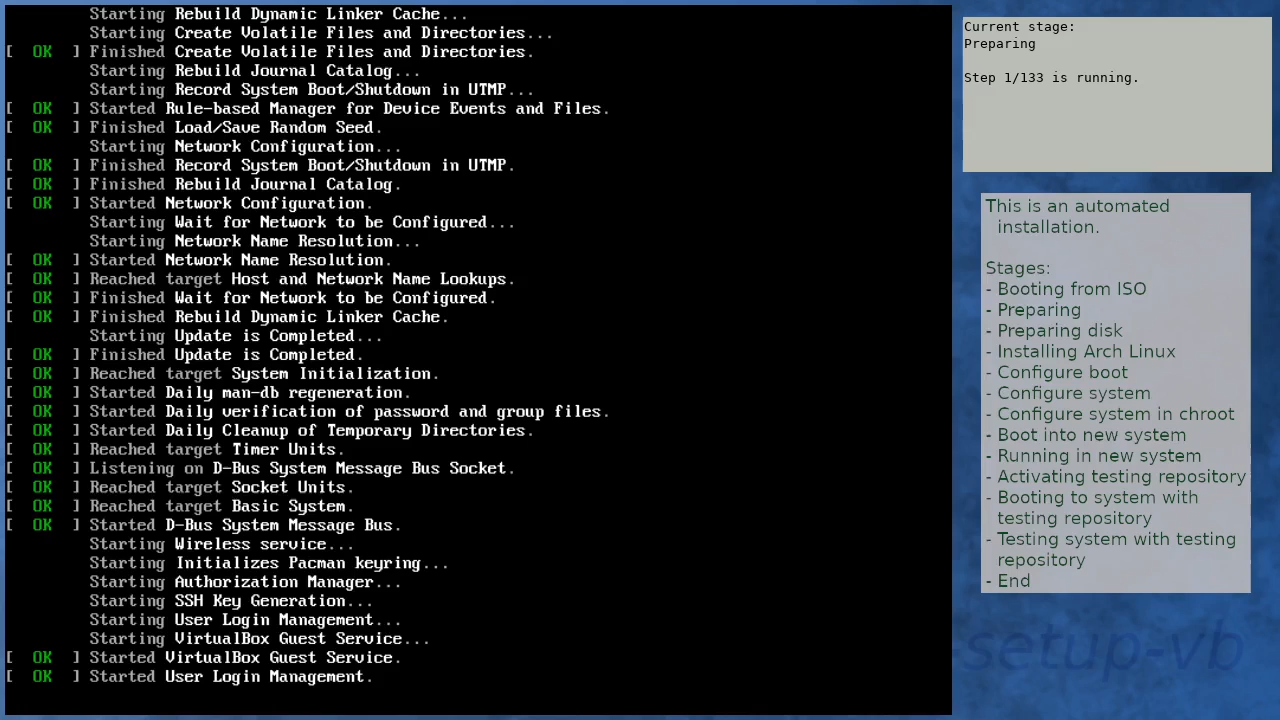 Starting Rebuild Dynamic Linker Cache...
Starting Create Volatile Files and Directories...
[  OK  ] Finished Create Volatile Files and Directories.
Starting Rebuild Journal Catalog...
Starting Record System Boot/Shutdown in UTMP...
[  OK  ] Started Rule-based Manager for Device Events and Files.
[  OK  ] Finished Load/Save Random Seed.
Starting Network Configuration...
[  OK  ] Finished Record System Boot/Shutdown in UTMP.
[  OK  ] Finished Rebuild Journal Catalog.
[  OK  ] Started Network Configuration.
Starting Wait for Network to be Configured...
Starting Network Name Resolution...
[  OK  ] Started Network Name Resolution.
[  OK  ] Reached target Host and Network Name Lookups.
[  OK  ] Finished Wait for Network to be Configured.
[  OK  ] Finished Rebuild Dynamic Linker Cache.
Starting Update is Completed...
[  OK  ] Finished Update is Completed.
[  OK  ] Reached target System Initialization.
[  OK  ] Started Daily man-db regeneration.
[  OK  ] Started Daily verification of password and group files.
[  OK  ] Started Daily Cleanup of Temporary Directories.
[  OK  ] Reached target Timer Units.
[  OK  ] Listening on D-Bus System Message Bus Socket.
[  OK  ] Reached target Socket Units.
[  OK  ] Reached target Basic System.
[  OK  ] Started D-Bus System Message Bus.
Starting Wireless service...
Starting Initializes Pacman keyring...
Starting Authorization Manager...
Starting SSH Key Generation...
Starting User Login Management...
Starting VirtualBox Guest Service...
[  OK  ] Started VirtualBox Guest Service.
[  OK  ] Started User Login Management.
Current stage:
Preparing
Step 1/133 is running.
This is an automated
installation.
Stages:
- Booting from ISO
- Preparing
- Preparing disk
- Installing Arch Linux
- Configure boot
- Configure system
- Configure system in chroot
- Boot into new system
- Running in new system
- Activating testing repository
- Booting to system with
testing repository
- Testing system with testing
repository
- End
-setup-vb